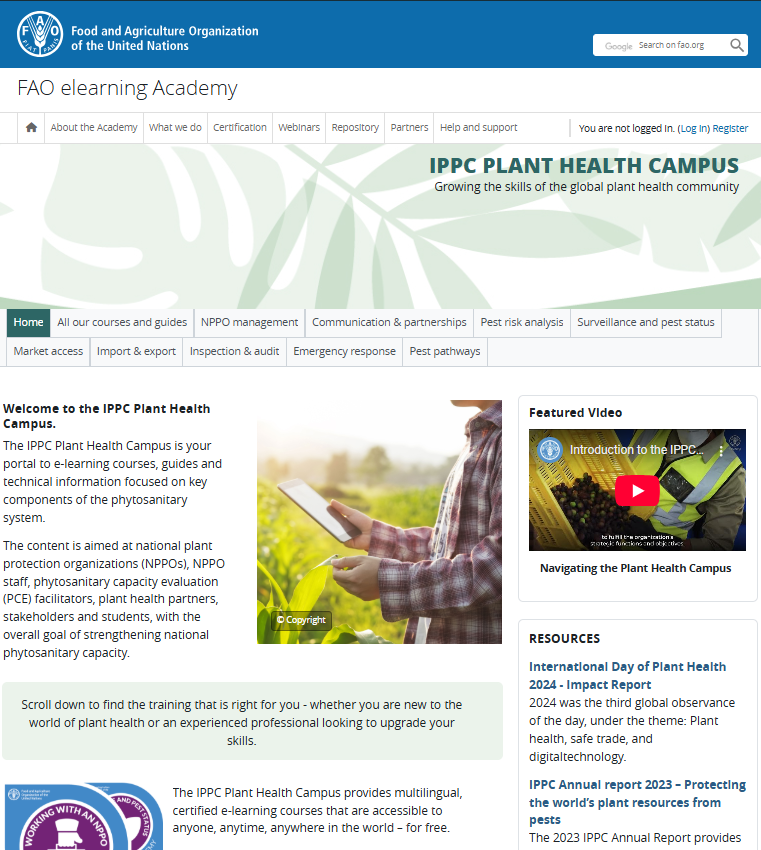 Food and Agriculture Organization
of the United Nations
Google Search on fao.org
FAO elearning Academy
About the Academy
What we do
Certification
Webinars
Repository
Partners
Help and support
You are not logged in. (Log in) Register
IPPC PLANT HEALTH CAMPUS
Growing the skills of the global plant health community
Home
All our courses and guides
NPPO management
Communication & partnerships
Pest risk analysis
Surveillance and pest status
Market access
Import & export
Inspection & audit
Emergency response
Pest pathways
Welcome to the IPPC Plant Health
Campus.
The IPPC Plant Health Campus is your
portal to e-learning courses, guides and
technical information focused on key
components of the phytosanitary
system.
The content is aimed at national plant
protection organizations (NPPOs), NPPO
staff, phytosanitary capacity evaluation
(PCE) facilitators, plant health partners,
stakeholders and students, with the
overall goal of strengthening national
phytosanitary capacity.
© Copyright
Featured Video
Introduction to the IPPC...
to fulfill the organization's
strategic functions and objectives
Navigating the Plant Health Campus
RESOURCES
International Day of Plant Health
2024 - Impact Report
2024 was the third global observance
of the day, under the theme: Plant
health, safe trade, and
digitaltechnology.
IPPC Annual report 2023 – Protecting
the world's plant resources from
pests
The 2023 IPPC Annual Report provides
Scroll down to find the training that is right for you - whether you are new to the
world of plant health or an experienced professional looking to upgrade your
skills.
WORKING WITH AN NPPO
AND PEST STATUS
The IPPC Plant Health Campus provides multilingual,
certified e-learning courses that are accessible to
anyone, anytime, anywhere in the world – for free.